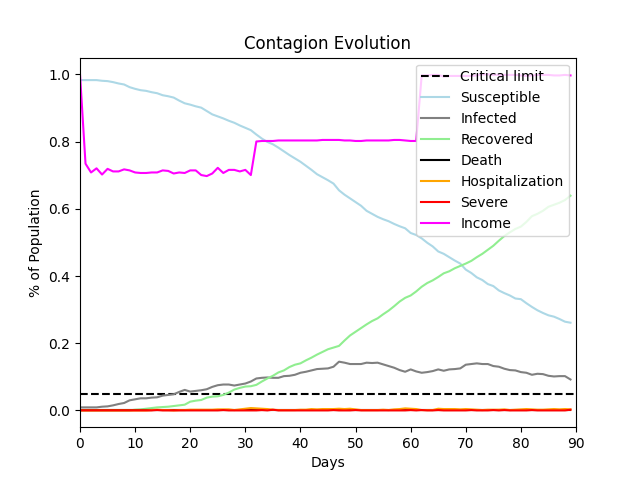 Contagion Evolution
% of Population
1.0
0.8
0.6
0.4
0.2
0.0
Critical limit
Susceptible
Infected
Recovered
Death
Hospitalization
Severe
Income
0 10 20 30 40 50 60 70 80 90
Days